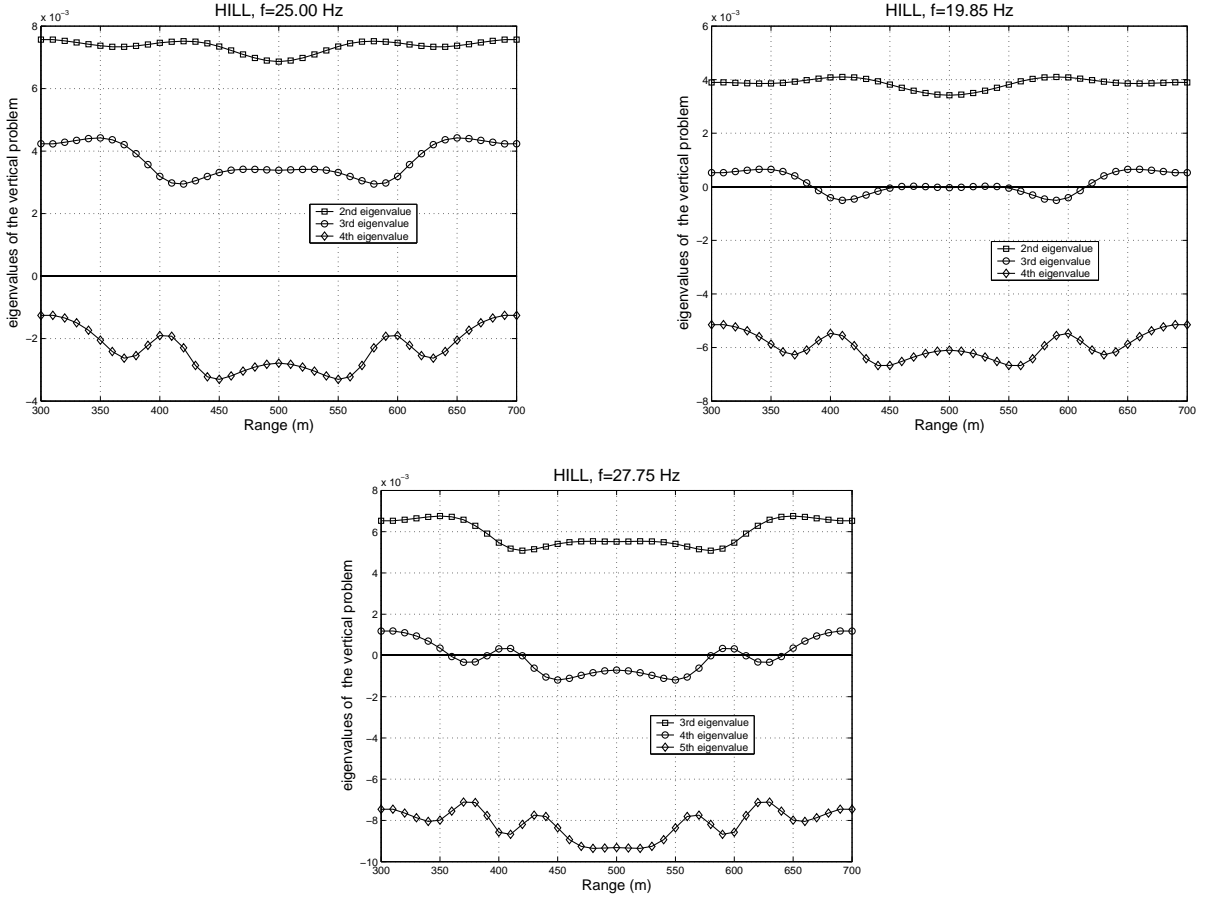 HILL, f=25.00 Hz
x 10⁻³
eigenvalues of the vertical problem
8
6
4
2
0
−2
−4
2nd eigenvalue
3rd eigenvalue
4th eigenvalue
300 350 400 450 500 550 600 650 700
Range (m)
HILL, f=19.85 Hz
x 10⁻³
eigenvalues of the vertical problem
6
4
2
0
−2
−4
−6
−8
2nd eigenvalue
3rd eigenvalue
4th eigenvalue
300 350 400 450 500 550 600 650 700
Range (m)
HILL, f=27.75 Hz
x 10⁻³
eigenvalues of the vertical problem
8
6
4
2
0
−2
−4
−6
−8
−10
3rd eigenvalue
4th eigenvalue
5th eigenvalue
300 350 400 450 500 550 600 650 700
Range (m)